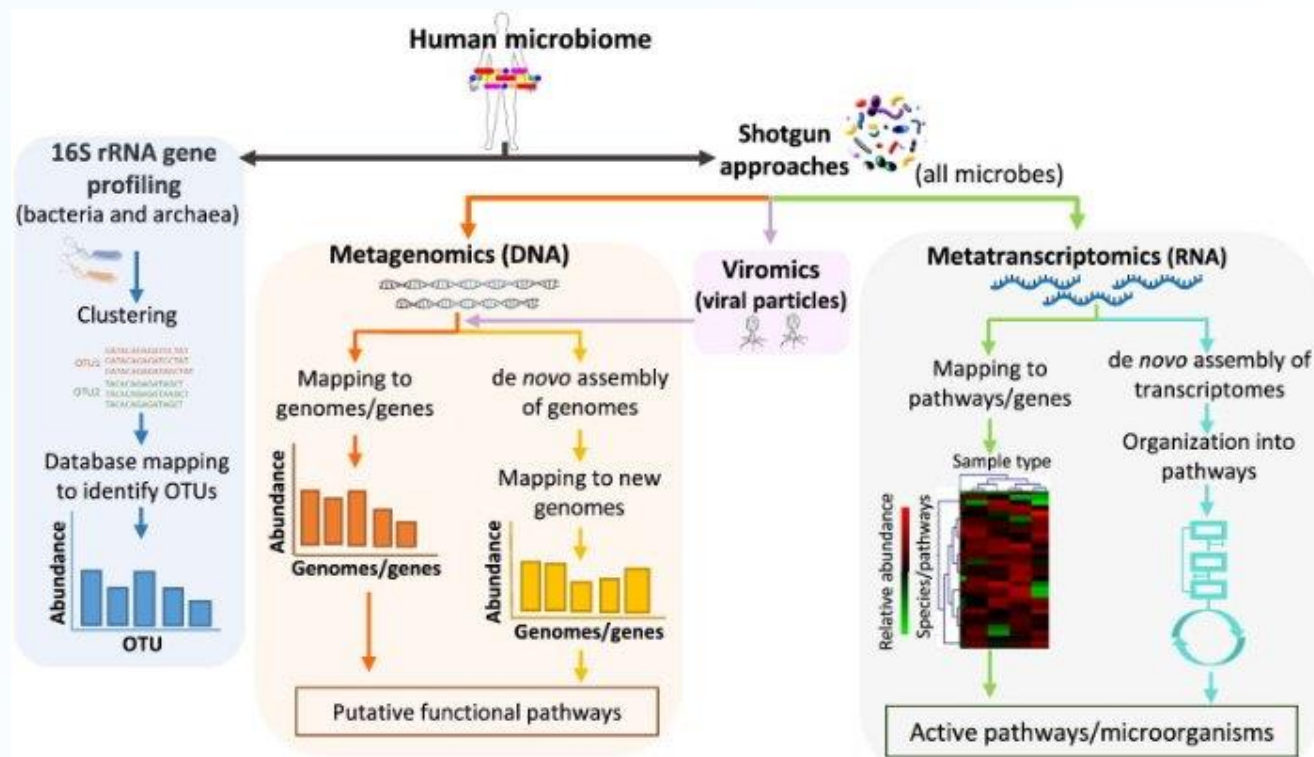 Human microbiome
16S rRNA gene
profiling
(bacteria and archaea)
Clustering
OTU1
GATACAGAGATCCTAT
OTU2
TACACAGAGATAGCT
Database mapping
to identify OTUs
Abundance
OTU
Shotgun
approaches
(all microbes)
Metagenomics (DNA)
Mapping to
genomes/genes
Abundance
Genomes/genes
de novo assembly
of genomes
Mapping to new
genomes
Abundance
Genomes/genes
Putative functional pathways
Viromics
(viral particles)
Metatranscriptomics (RNA)
Mapping to
pathways/genes
Sample type
Relative abundance
Species/pathways
de novo assembly of
transcriptomes
Organization into
pathways
Active pathways/microorganisms